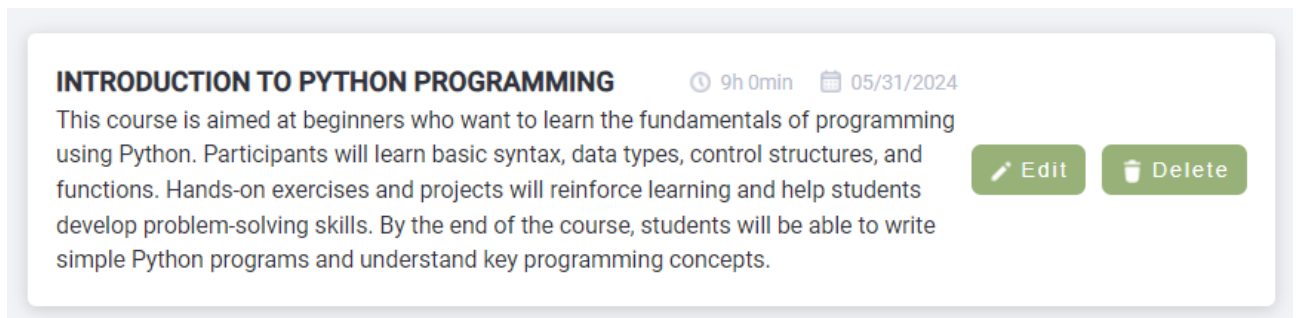 INTRODUCTION TO PYTHON PROGRAMMING 9h 0min 05/31/2024
This course is aimed at beginners who want to learn the fundamentals of programming
using Python. Participants will learn basic syntax, data types, control structures, and
functions. Hands-on exercises and projects will reinforce learning and help students
develop problem-solving skills. By the end of the course, students will be able to write
simple Python programs and understand key programming concepts.
Edit Delete